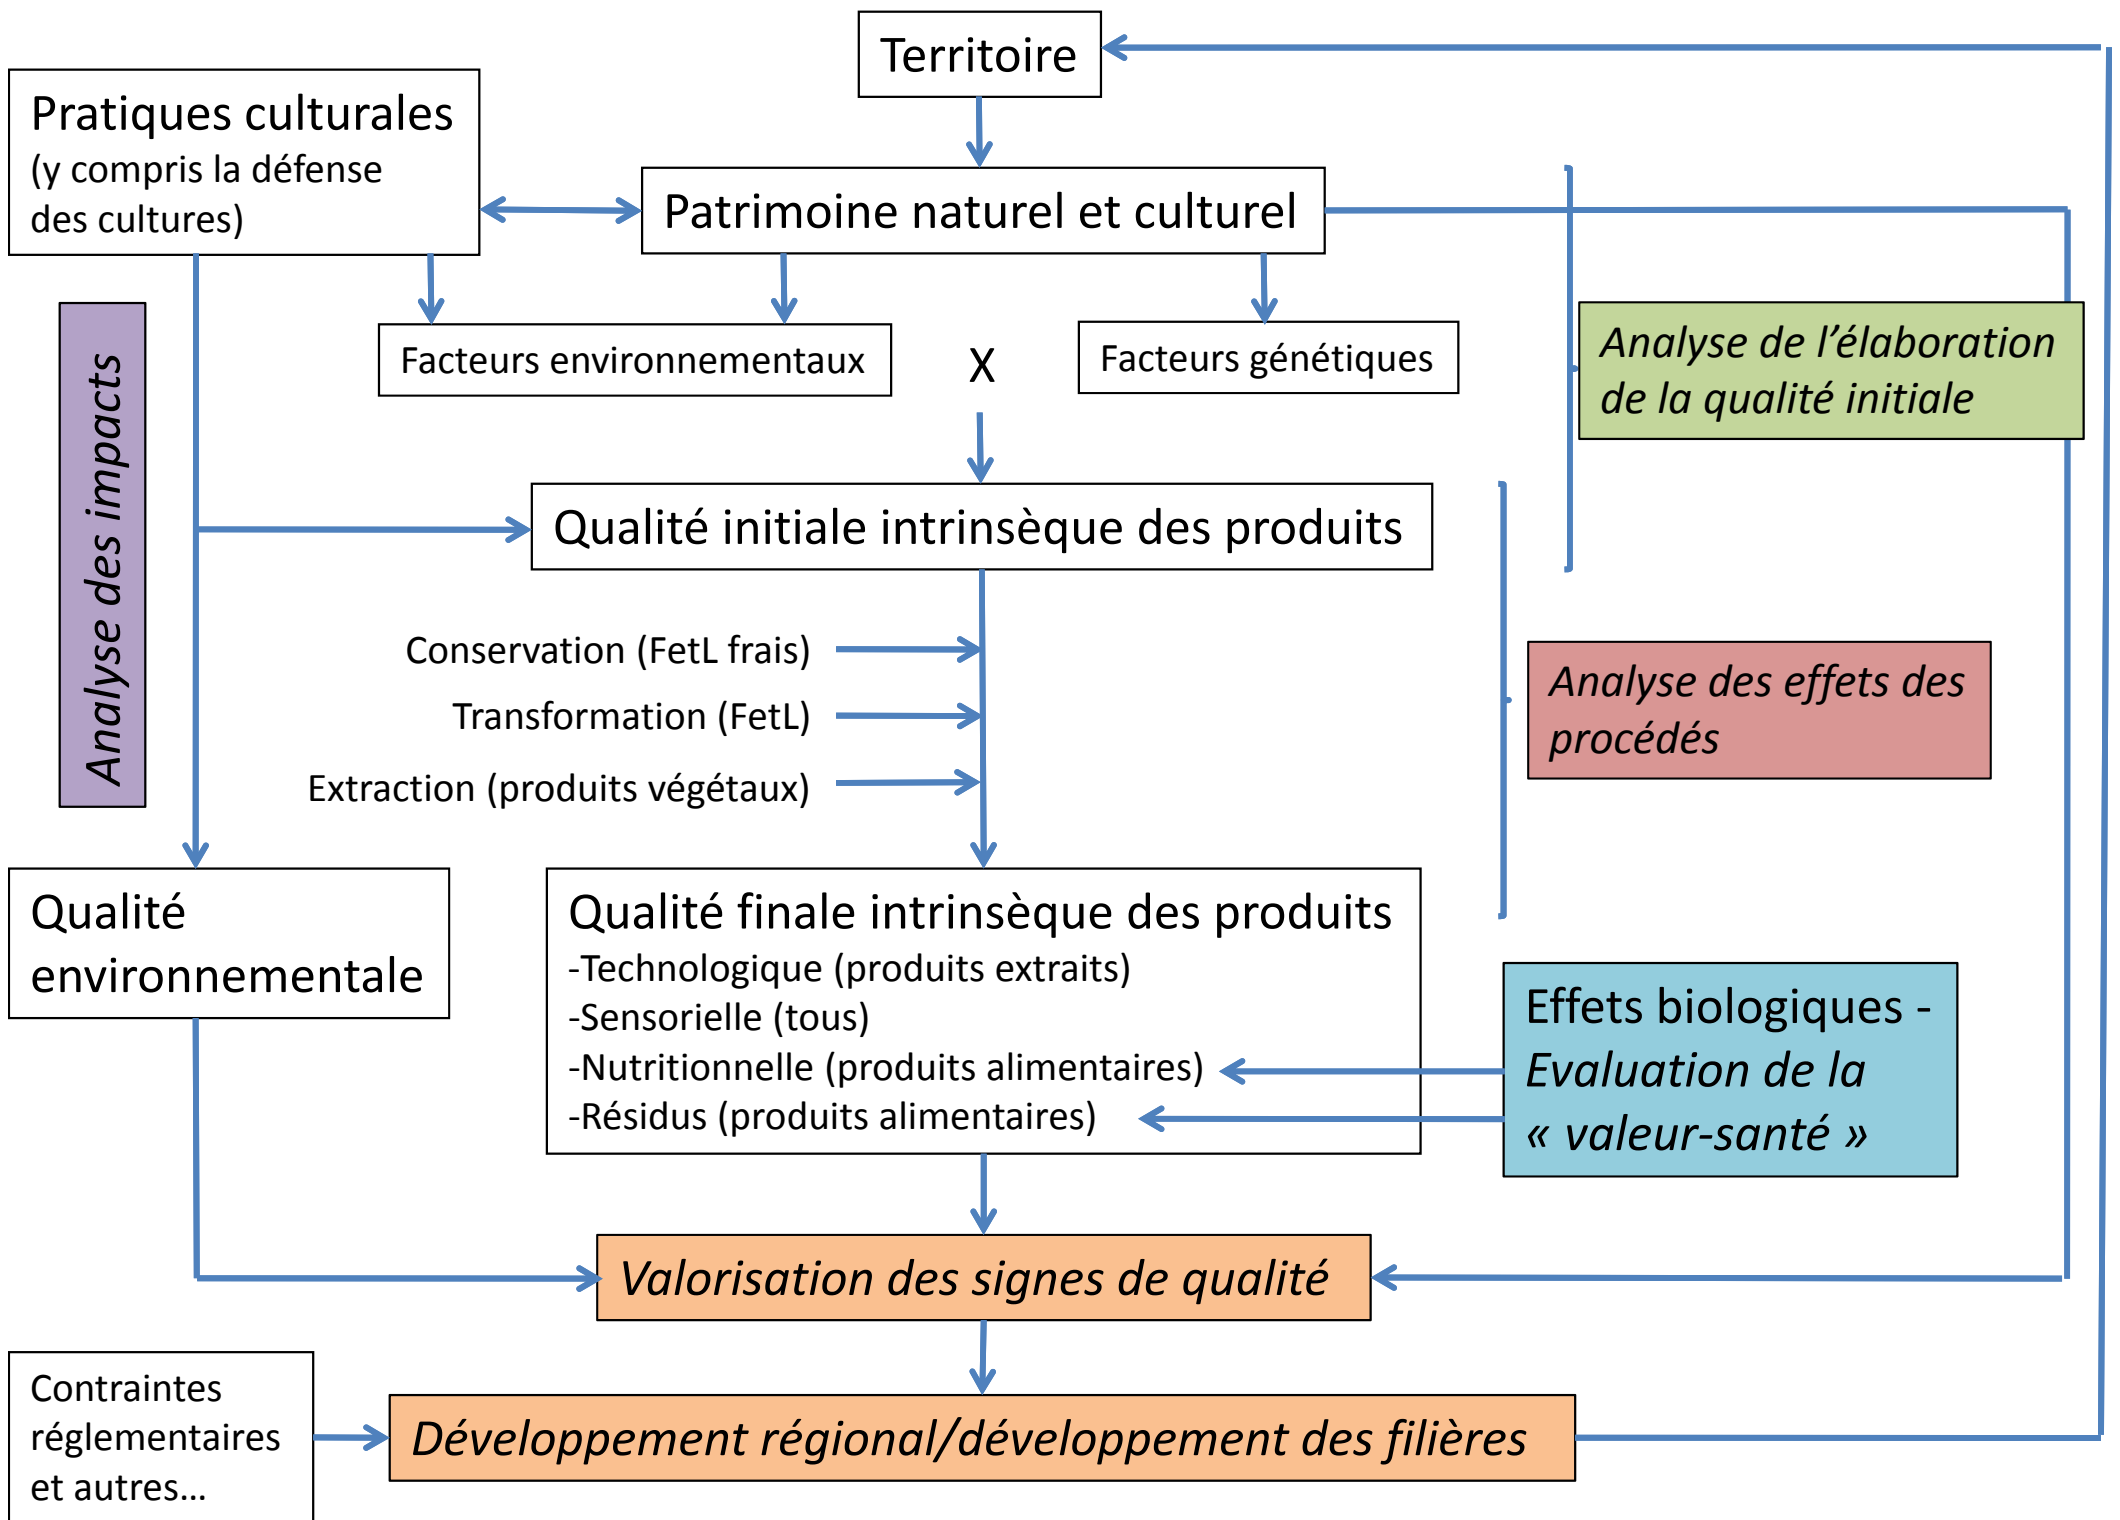 Territoire
Pratiques culturales
(y compris la défense
des cultures)
Patrimoine naturel et culturel
Facteurs environnementaux
X
Facteurs génétiques
Analyse de l’élaboration
de la qualité initiale
Analyse des impacts
Qualité initiale intrinsèque des produits
Conservation (FetL frais)
Transformation (FetL)
Extraction (produits végétaux)
Analyse des effets des
procédés
Qualité
environnementale
Qualité finale intrinsèque des produits
-Technologique (produits extraits)
-Sensorielle (tous)
-Nutritionnelle (produits alimentaires)
-Résidus (produits alimentaires)
Effets biologiques -
Evaluation de la
« valeur-santé »
Valorisation des signes de qualité
Contraintes
réglementaires
et autres…
Développement régional/développement des filières